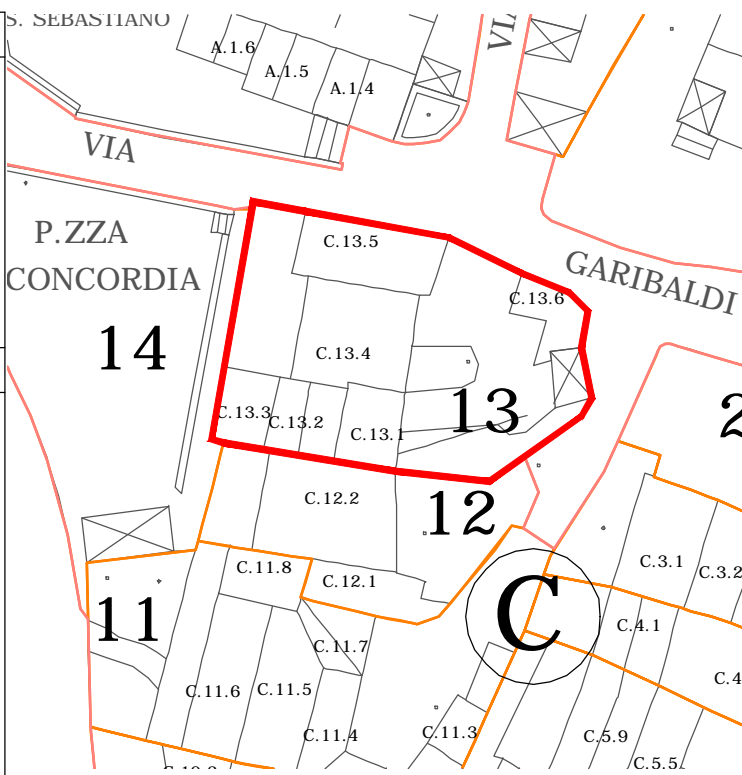 S. SEBASTIANO
VIA
A.1.6
A.1.5
A.1.4
VIA
P.ZZA
CONCORDIA
GARIBALDI
14
C.13.5
C.13.6
C.13.4
C.13.3
C.13.2
C.13.1
13
2
C.12.2
12
C.3.1
C.3.2
C.11.8
C.12.1
11
C
C.4.1
C.11.7
C.11.6
C.11.5
C.4
C.11.4
C.11.3
C.5.9
C.5.5